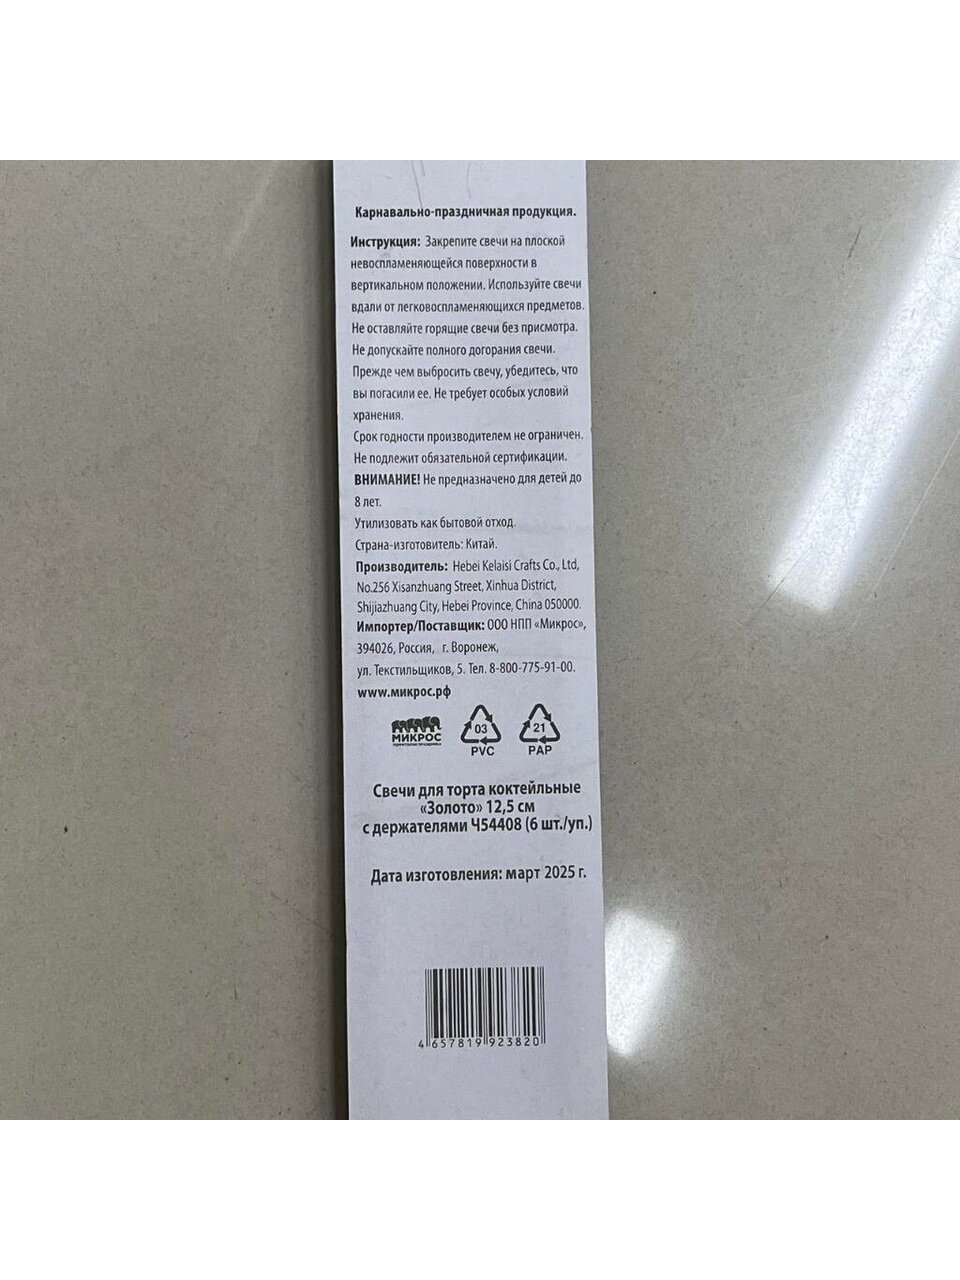 Карнавально-праздничная продукция.
Инструкция: Закрепите свечи на плоской
невоспламеняющейся поверхности в
вертикальном положении. Используйте свечи
вдали от легковоспламеняющихся предметов.
Не оставляйте горящие свечи без присмотра.
Не допускайте полного догорания свечи.
Прежде чем выбросить свечу, убедитесь, что
вы погасили ее. Не требует особых условий
хранения.
Срок годности производителем не ограничен.
Не подлежит обязательной сертификации.
ВНИМАНИЕ! Не предназначено для детей до
8 лет.
Утилизовать как бытовой отход.
Страна-изготовитель: Китай.
Производитель: Hebei Kelaisi Crafts Co., Ltd,
No.256 Xisanzhuang Street, Xinhua District,
Shijiazhuang City, Hebei Province, China 050000.
Импортер/Поставщик: ООО НПП «Микрос»,
394026, Россия, г. Воронеж,
ул. Текстильщиков, 5. Тел. 8-800-775-91-00.
www.микрос.рф
МИКРОС
03
PVC
21
PAP
Свечи для торта коктейльные
«Золото» 12,5 см
с держателями Ч54408 (6 шт./уп.)
Дата изготовления: март 2025 г.
4 657819 923820